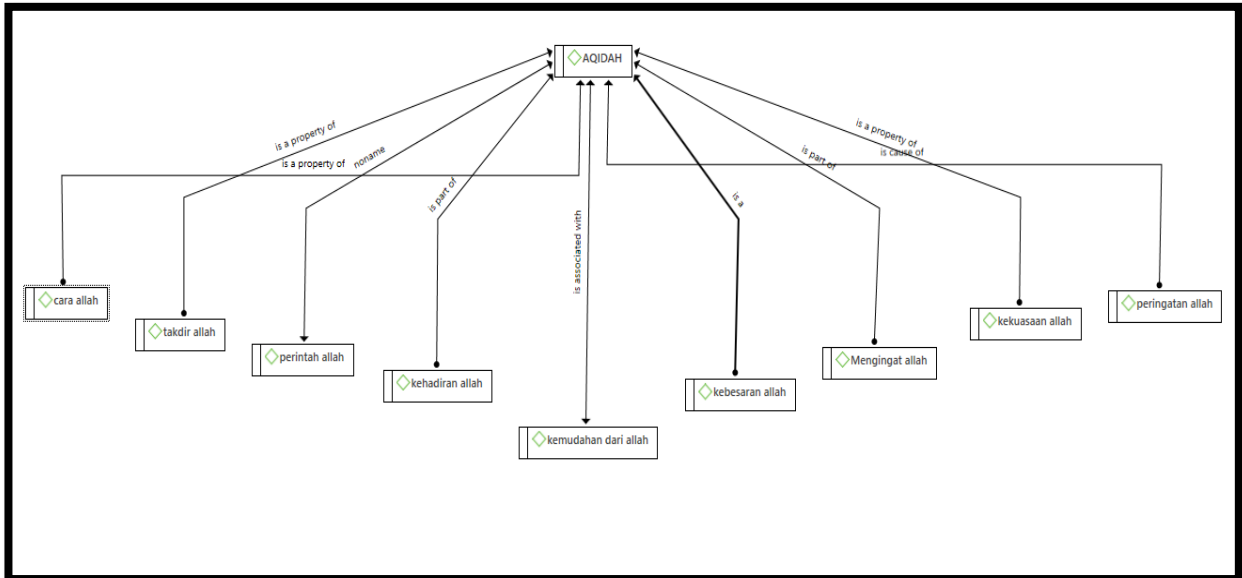 AQIDAH
is a property of
is a property of
noname
is part of
is associated with
is a
is part of
is a property of
is cause of
cara allah
takdir allah
perintah allah
kehadiran allah
kemudahan dari allah
kebesaran allah
Mengingat allah
kekuasaan allah
peringatan allah